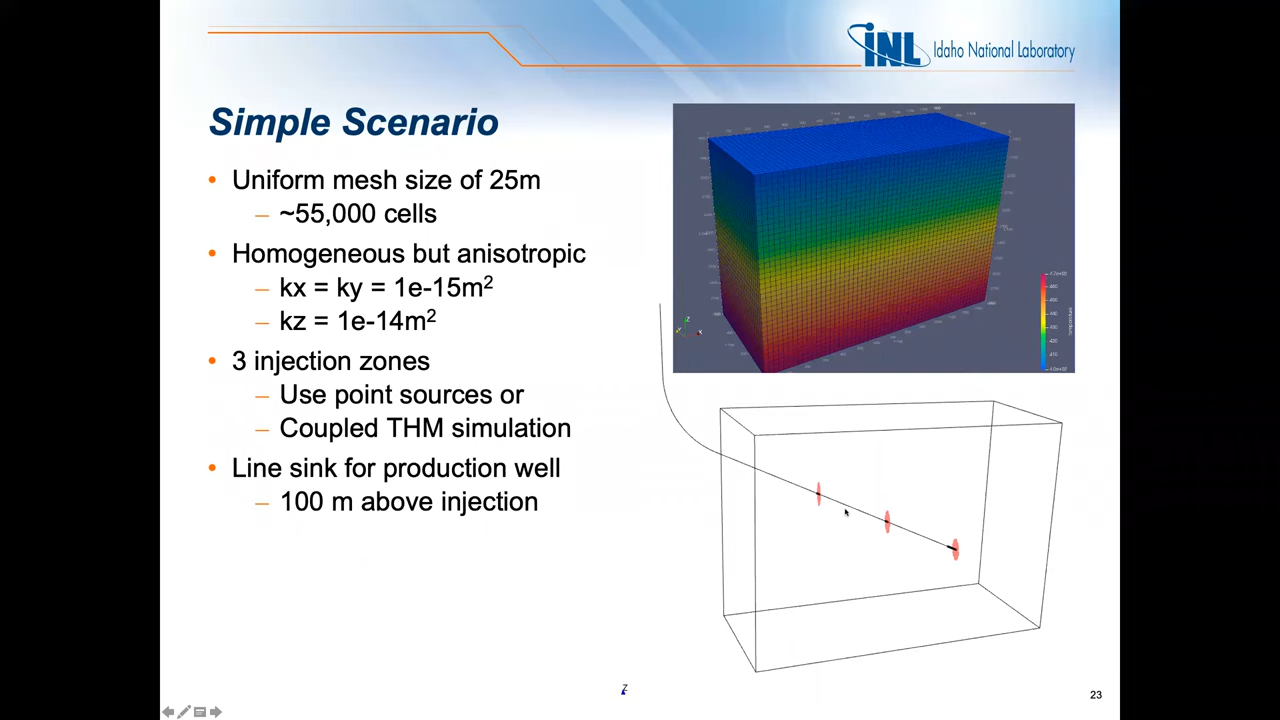 INL Idaho National Laboratory
Simple Scenario
• Uniform mesh size of 25m
– ~55,000 cells
• Homogeneous but anisotropic
– kx = ky = 1e-15m²
– kz = 1e-14m²
• 3 injection zones
– Use point sources or
– Coupled THM simulation
• Line sink for production well
– 100 m above injection
Z
23